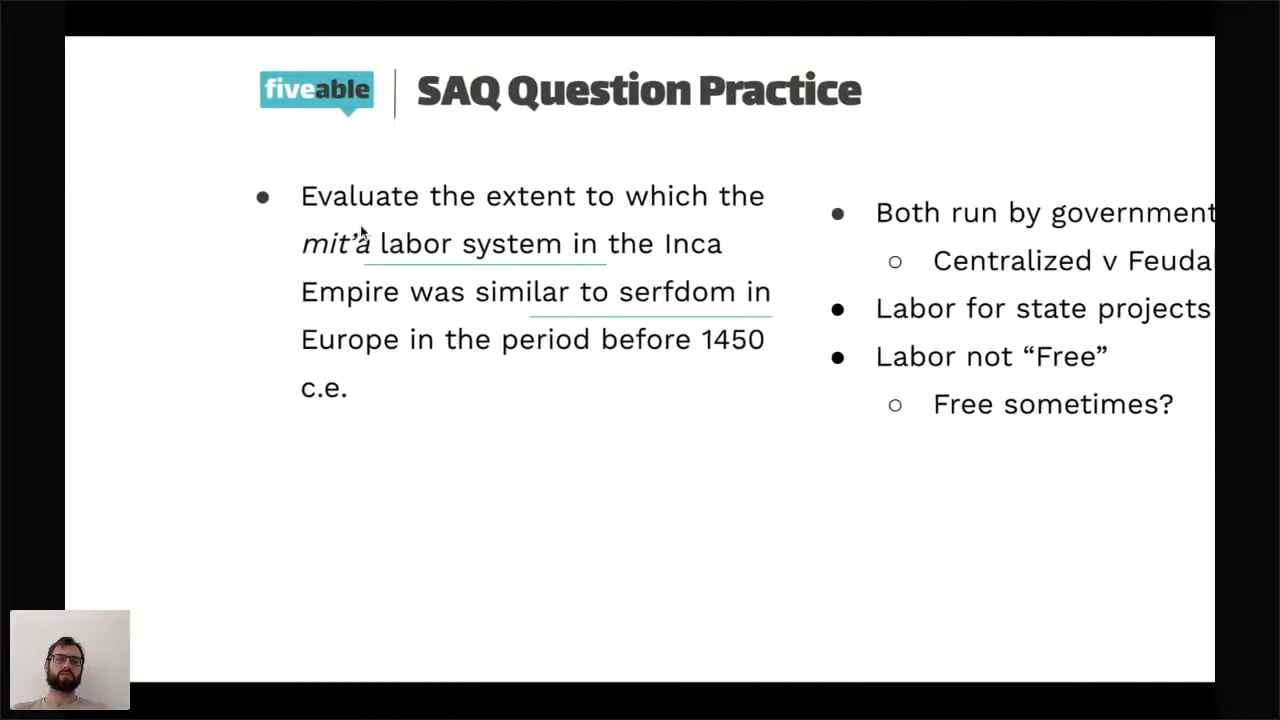 fiveable
SAQ Question Practice
● Evaluate the extent to which the
mit’a labor system in the Inca
Empire was similar to serfdom in
Europe in the period before 1450
c.e.
● Both run by government
○ Centralized v Feuda
● Labor for state projects
● Labor not “Free”
○ Free sometimes?